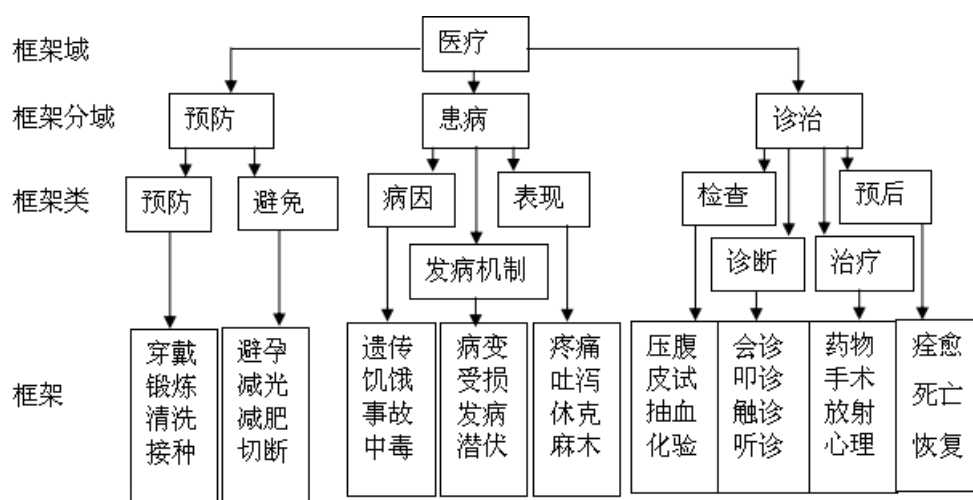 框架域
医疗
框架分域
预防
患病
诊治
框架类
预防
避免
病因
表现
检查
预后
发病机制
诊断
治疗
框架
穿戴
锻炼
清洗
接种
避孕
减光
减肥
切断
遗传
饥饿
事故
中毒
病变
受损
发病
潜伏
疼痛
吐泻
休克
麻木
压腹
皮试
抽血
化验
会诊
叩诊
触诊
听诊
药物
手术
放射
心理
痊愈
死亡
恢复